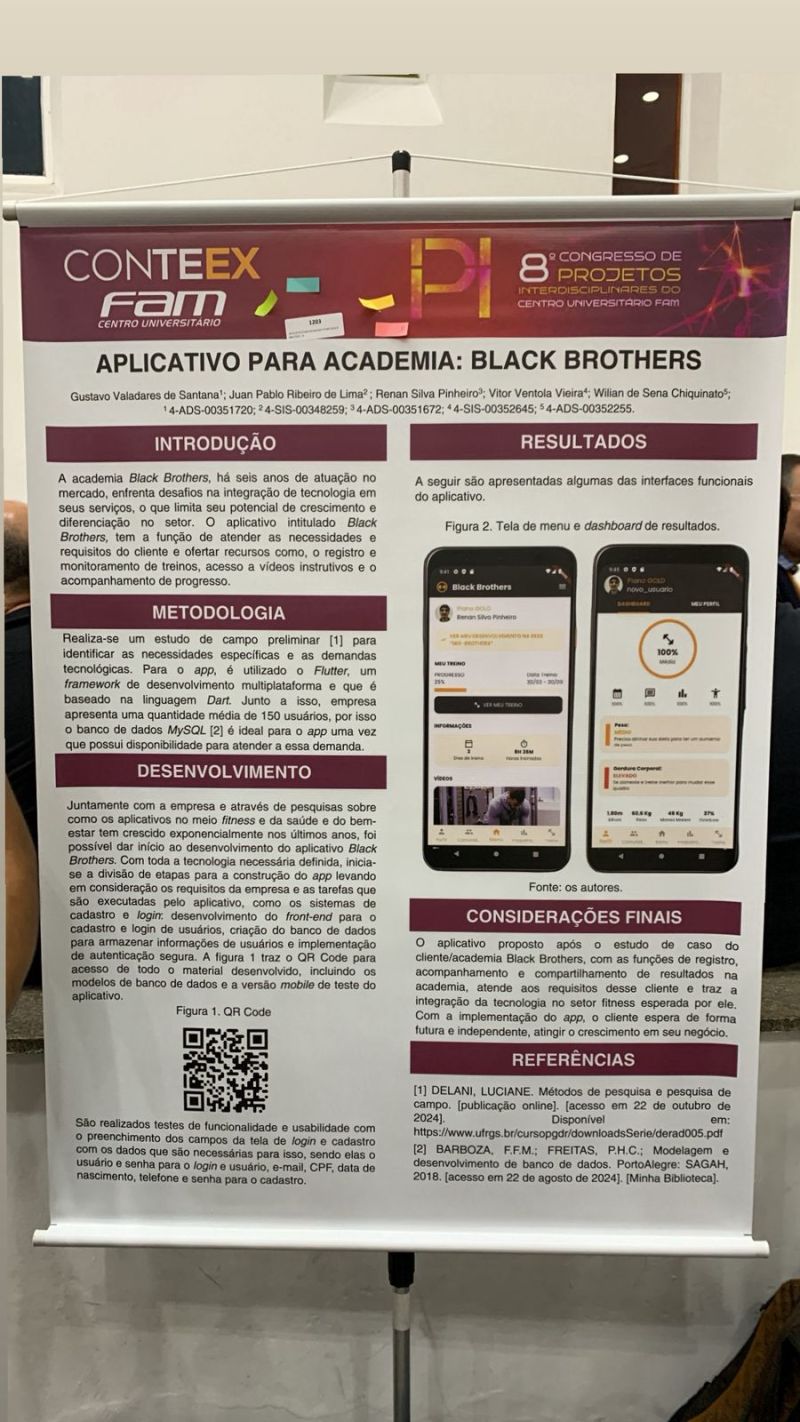 CONTEEX
fam
CENTRO UNIVERSITÁRIO
1203
PI
8º CONGRESSO DE
PROJETOS
INTERDISCIPLINARES DO
CENTRO UNIVERSITÁRIO FAM
APLICATIVO PARA ACADEMIA: BLACK BROTHERS
Gustavo Valadares de Santana¹; Juan Pablo Ribeiro de Lima²; Renan Silva Pinheiro³; Vitor Ventola Vieira⁴; Wilian de Sena Chiquinato⁵;
¹ 4-ADS-00351720; ² 4-SIS-00348259; ³ 4-ADS-00351672; ⁴ 4-SIS-00352645; ⁵ 4-ADS-00352255.
INTRODUÇÃO
A academia Black Brothers, há seis anos de atuação no
mercado, enfrenta desafios na integração de tecnologia em
seus serviços, o que limita seu potencial de crescimento e
diferenciação no setor. O aplicativo intitulado Black
Brothers, tem a função de atender as necessidades e
requisitos do cliente e ofertar recursos como, o registro e
monitoramento de treinos, acesso a vídeos instrutivos e o
acompanhamento de progresso.
METODOLOGIA
Realiza-se um estudo de campo preliminar [1] para
identificar as necessidades específicas e as demandas
tecnológicas. Para o app, é utilizado o Flutter, um
framework de desenvolvimento multiplataforma e que é
baseado na linguagem Dart. Junto a isso, empresa
apresenta uma quantidade média de 150 usuários, por isso
o banco de dados MySQL [2] é ideal para o app uma vez
que possui disponibilidade para atender a essa demanda.
DESENVOLVIMENTO
Juntamente com a empresa e através de pesquisas sobre
como os aplicativos no meio fitness e da saúde e do bem-
estar tem crescido exponencialmente nos últimos anos, foi
possível dar início ao desenvolvimento do aplicativo Black
Brothers. Com toda a tecnologia necessária definida, inicia-
se a divisão de etapas para a construção do app levando
em consideração os requisitos da empresa e as tarefas que
são executadas pelo aplicativo, como os sistemas de
cadastro e login: desenvolvimento do front-end para o
cadastro e login de usuários, criação do banco de dados
para armazenar informações de usuários e implementação
de autenticação segura. A figura 1 traz o QR Code para
acesso de todo o material desenvolvido, incluindo os
modelos de banco de dados e a versão mobile de teste do
aplicativo.
Figura 1. QR Code
São realizados testes de funcionalidade e usabilidade com
o preenchimento dos campos da tela de login e cadastro
com os dados que são necessárias para isso, sendo elas o
usuário e senha para o login e usuário, e-mail, CPF, data de
nascimento, telefone e senha para o cadastro.
RESULTADOS
A seguir são apresentadas algumas das interfaces funcionais
do aplicativo.
Figura 2. Tela de menu e dashboard de resultados.
9:41
Black Brothers
Plano GOLD
Renan Silva Pinheiro
MEU TREINO
PROGRESSO
25%
Data Treino
VER MEU TREINO
INFORMAÇÕES
3
Dias de treino
Horas treinadas
VÍDEOS
9:41
Plano GOLD
novo_usuario
DASHBOARD
MEU PERFIL
100%
Média
100%
100%
100%
100%
Peso:
Gordura Corporal:
ELEVADO
Fonte: os autores.
CONSIDERAÇÕES FINAIS
O aplicativo proposto após o estudo de caso do
cliente/academia Black Brothers, com as funções de registro,
acompanhamento e compartilhamento de resultados na
academia, atende aos requisitos desse cliente e traz a
integração da tecnologia no setor fitness esperada por ele.
Com a implementação do app, o cliente espera de forma
futura e independente, atingir o crescimento em seu negócio.
REFERÊNCIAS
[1] DELANI, LUCIANE. Métodos de pesquisa e pesquisa de
campo. [publicação online]. [acesso em 22 de outubro de
2024]. Disponível em:
https://www.ufrgs.br/cursopgdr/downloadsSerie/derad005.pdf
[2] BARBOZA, F.F.M.; FREITAS, P.H.C.; Modelagem e
desenvolvimento de banco de dados. PortoAlegre: SAGAH,
2018. [acesso em 22 de agosto de 2024]. [Minha Biblioteca].